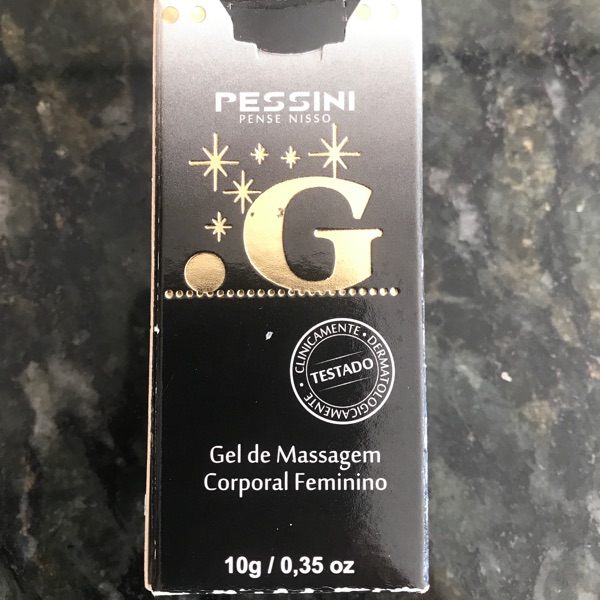 PESSINI
PENSE NISSO
.G
CLINICAMENTE • DERMATOLOGICAMENTE •
TESTADO
Gel de Massagem
Corporal Feminino
10g / 0,35 oz